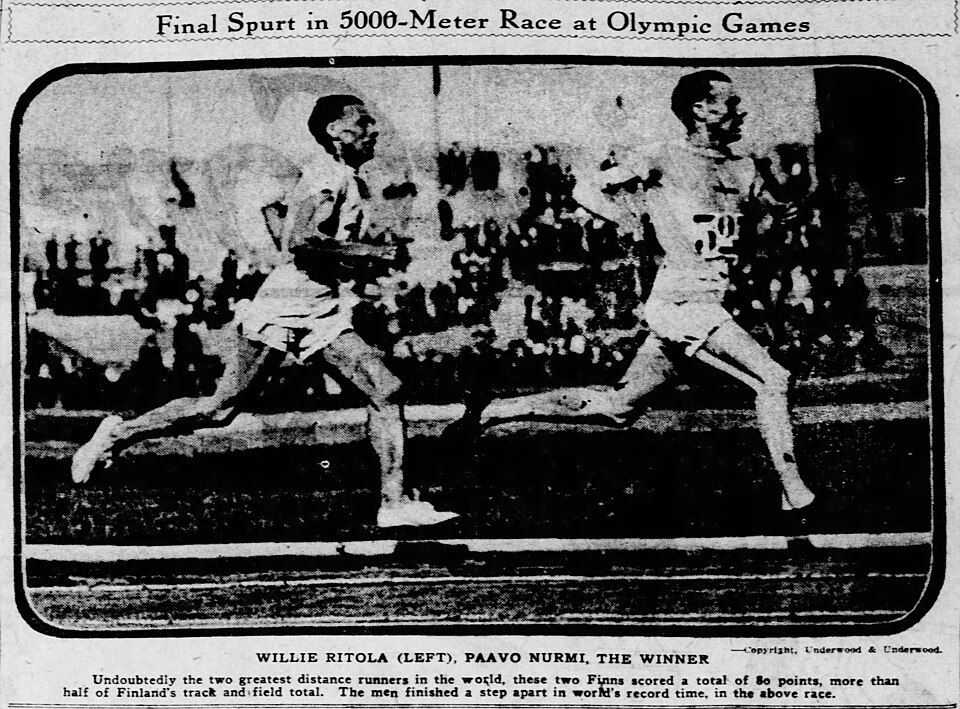 Final Spurt in 5000-Meter Race at Olympic Games
—Copyright, Underwood & Underwood.
WILLIE RITOLA (LEFT), PAAVO NURMI, THE WINNER
Undoubtedly the two greatest distance runners in the world, these two Finns scored a total of 80 points, more than
half of Finland's track and field total. The men finished a step apart in world's record time, in the above race.